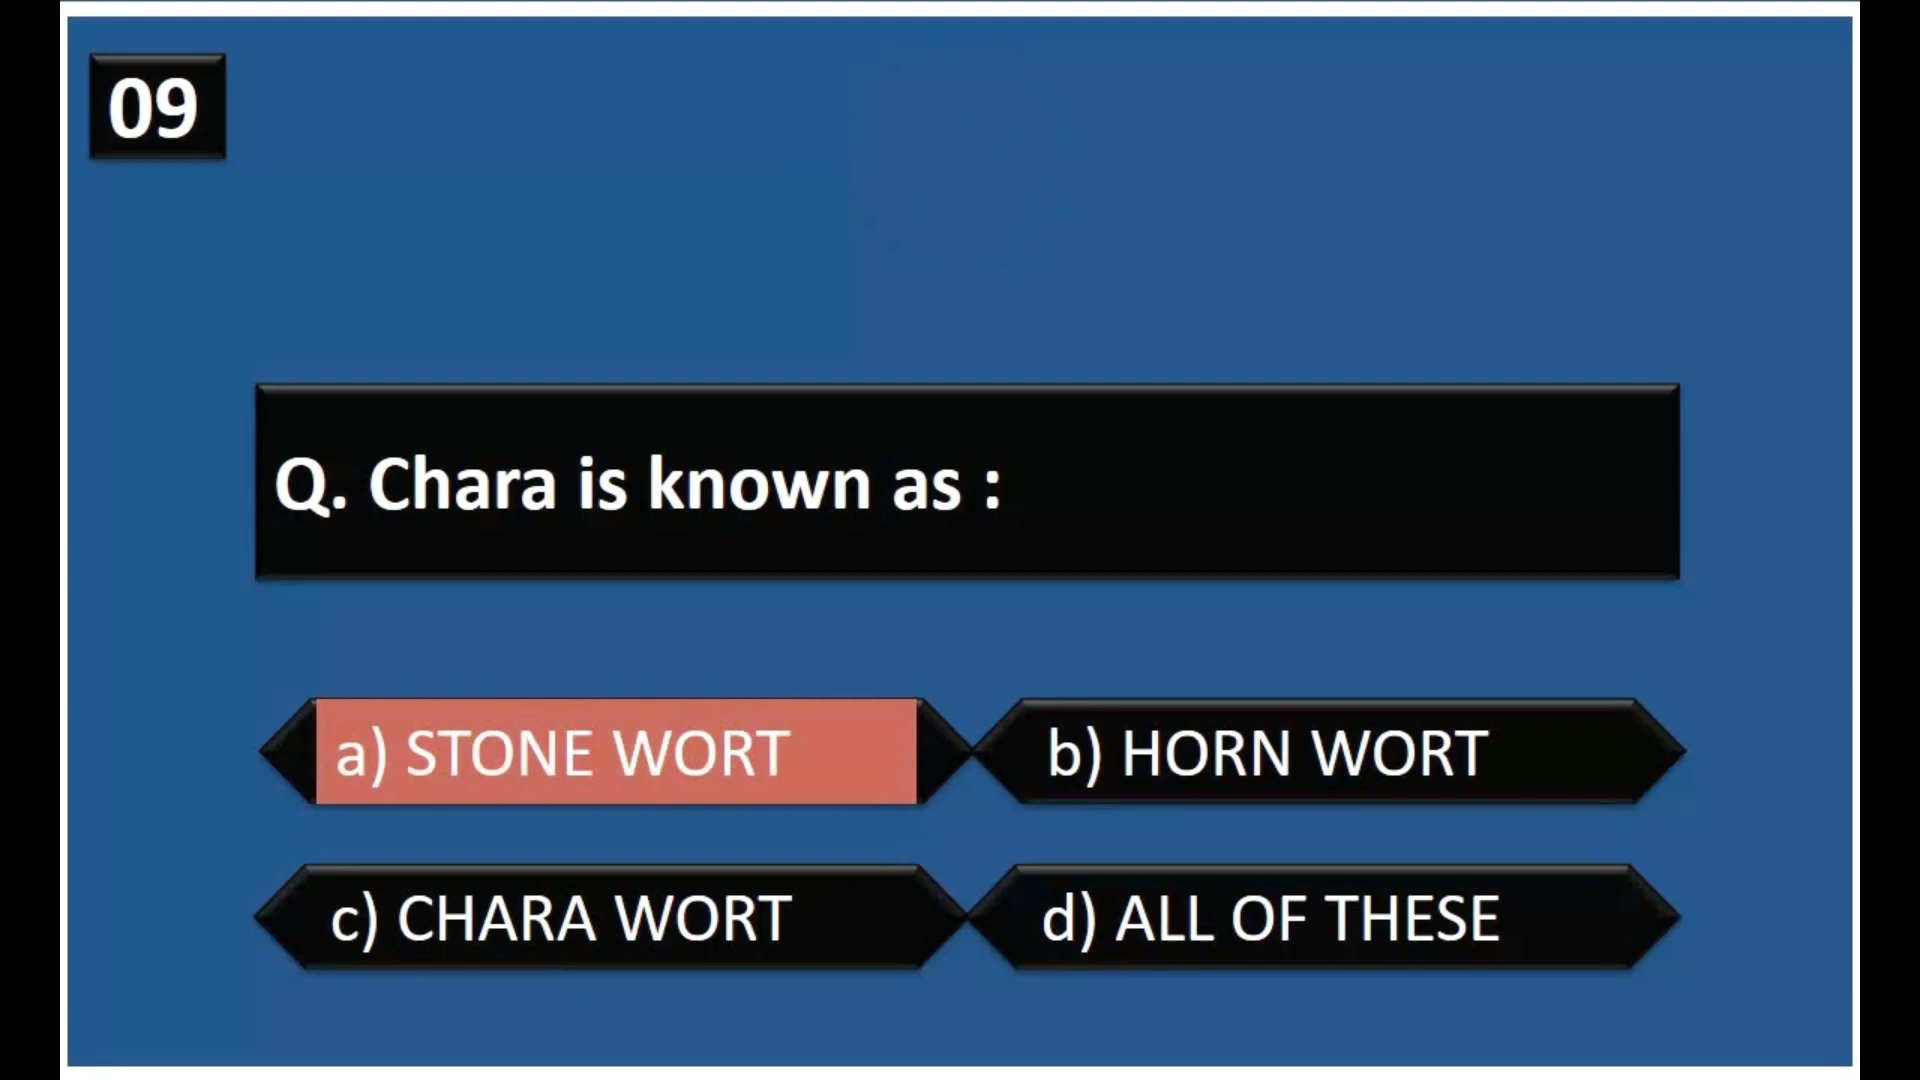 09
Q. Chara is known as :
a) STONE WORT
b) HORN WORT
c) CHARA WORT
d) ALL OF THESE